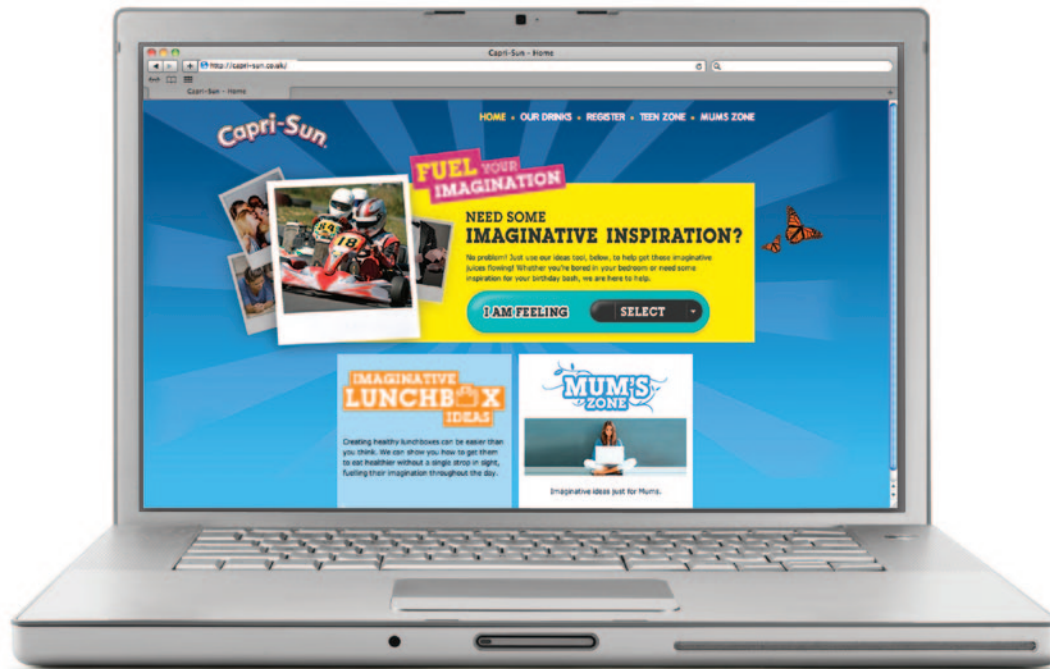 Capri-Sun - Home
http://capri-sun.co.uk/
Capri-Sun - Home
Capri-Sun
HOME • OUR DRINKS • REGISTER • TEEN ZONE • MUMS ZONE
FUEL YOUR
IMAGINATION
84
18
NEED SOME
IMAGINATIVE INSPIRATION?
No problem! Just use our ideas tool, below, to help get those imaginative
juices flowing! Whether you're bored in your bedroom or need some
inspiration for your birthday bash, we are here to help.
I AM FEELING
SELECT
IMAGINATIVE
LUNCHBOX
IDEAS
Creating healthy lunchboxes can be easier than
you think. We can show you how to get them
to eat healthier without a single strop in sight,
fuelling their imagination throughout the day.
MUM'S
ZONE
Imaginative ideas just for Mums.